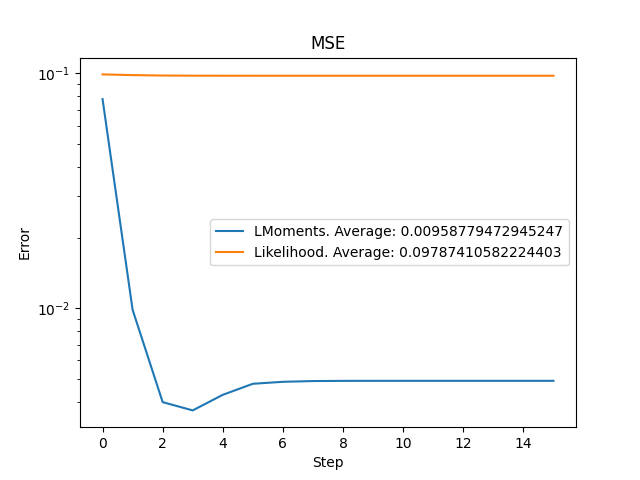 MSE
10⁻¹
10⁻²
Error
LMoments. Average: 0.00958779472945247
Likelihood. Average: 0.09787410582224403
0 2 4 6 8 10 12 14
Step